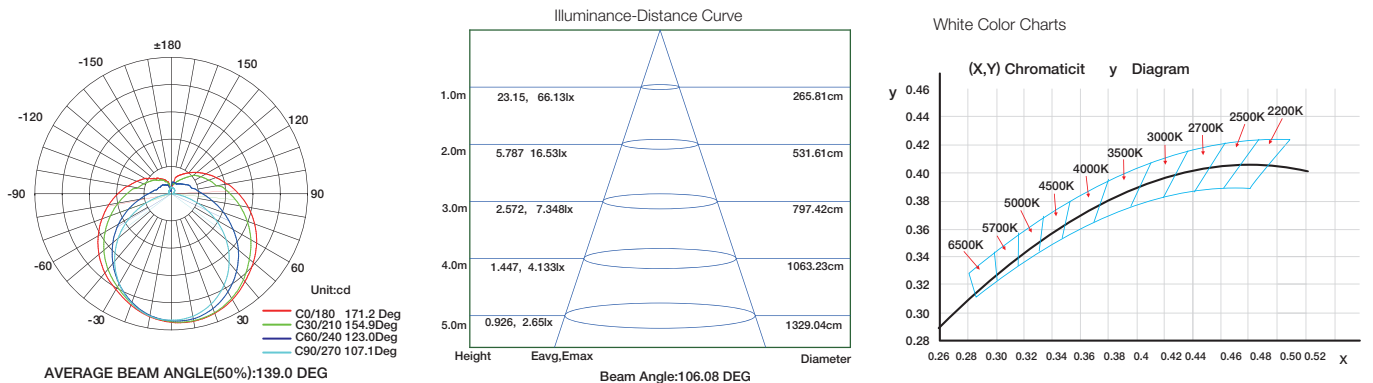 ±180
-150
150
-120
120
-90
90
-60
60
-30
30
Unit:cd
C0/180 171.2 Deg
C30/210 154.9Deg
C60/240 123.0Deg
C90/270 107.1Deg
AVERAGE BEAM ANGLE(50%):139.0 DEG
Illuminance-Distance Curve
1.0m 23.15, 66.13lx 265.81cm
2.0m 5.787 16.53lx 531.61cm
3.0m 2.572, 7.348lx 797.42cm
4.0m 1.447, 4.133lx 1063.23cm
5.0m 0.926, 2.65lx 1329.04cm
Height Eavg,Emax Diameter
Beam Angle:106.08 DEG
White Color Charts
(X,Y) Chromaticit y Diagram
y
0.46
0.44
0.42
0.40
0.38
0.36
0.34
0.32
0.30
0.28
6500K
5700K
5000K
4500K
4000K
3500K
3000K
2700K
2500K
2200K
0.26 0.28 0.30 0.32 0.34 0.36 0.38 0.4 0.42 0.44 0.46 0.48 0.50 0.52
X